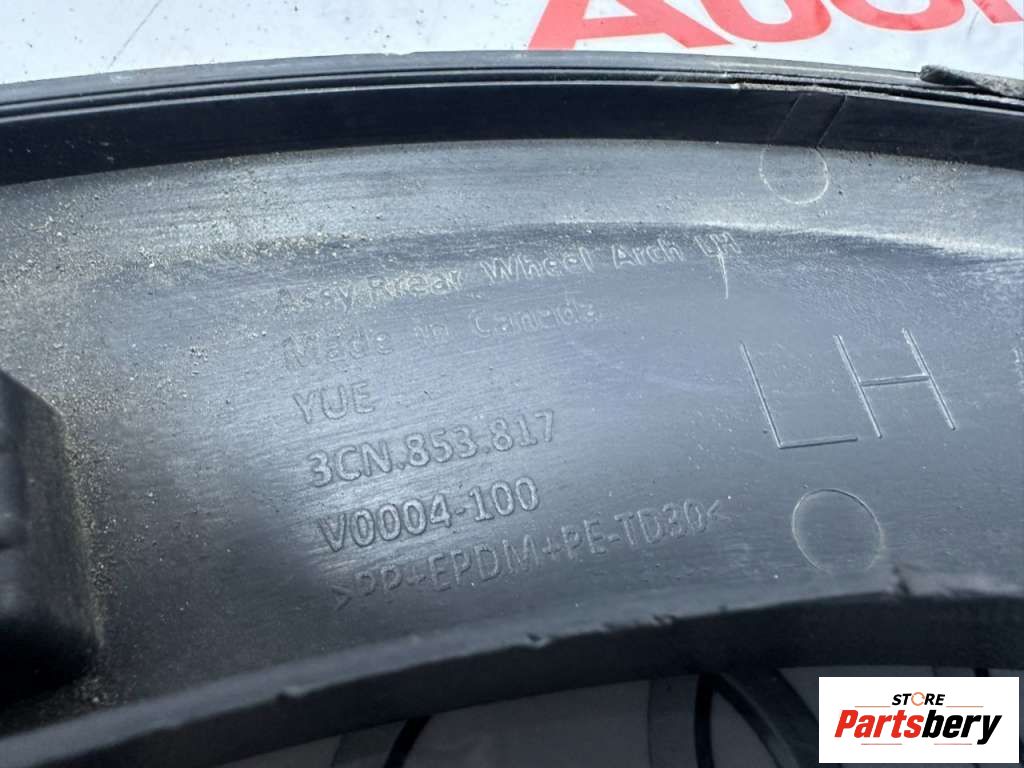 Assy Rrear Wheel Arch LH
Made in Canada
YUE
3CN.853.817
V0004-100
>PP+EPDM+PE-TD30<
LH
STORE
Partsbery